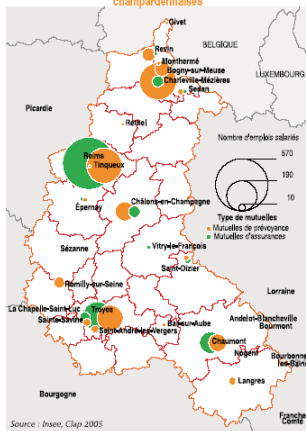 champardennaises
Givet
BELGIQUE
Revin
Monthermé
Bogny-sur-Meuse
Charleville-Mézières
LUXEMBOURG
Sedan
Picardie
Rethel
Nombre d'emplois salariés
570
190
10
Reims
Tinqueux
Type de mutuelles
Mutuelles de prévoyance
Mutuelles d'assurances
Épernay
Châlons-en-Champagne
Sézanne
Vitry-le-François
Saint-Dizier
Lorraine
Romilly-sur-Seine
La Chapelle-Saint-Luc
Troyes
Sainte-Savine
Saint-André-les-Vergers
Bar-sur-Aube
Andelot-Blancheville
Bourmont
Chaumont
Nogent
Bourbonne
les-Bains
Langres
Bourgogne
Franche
Comté
Source : Insee, Clap 2005